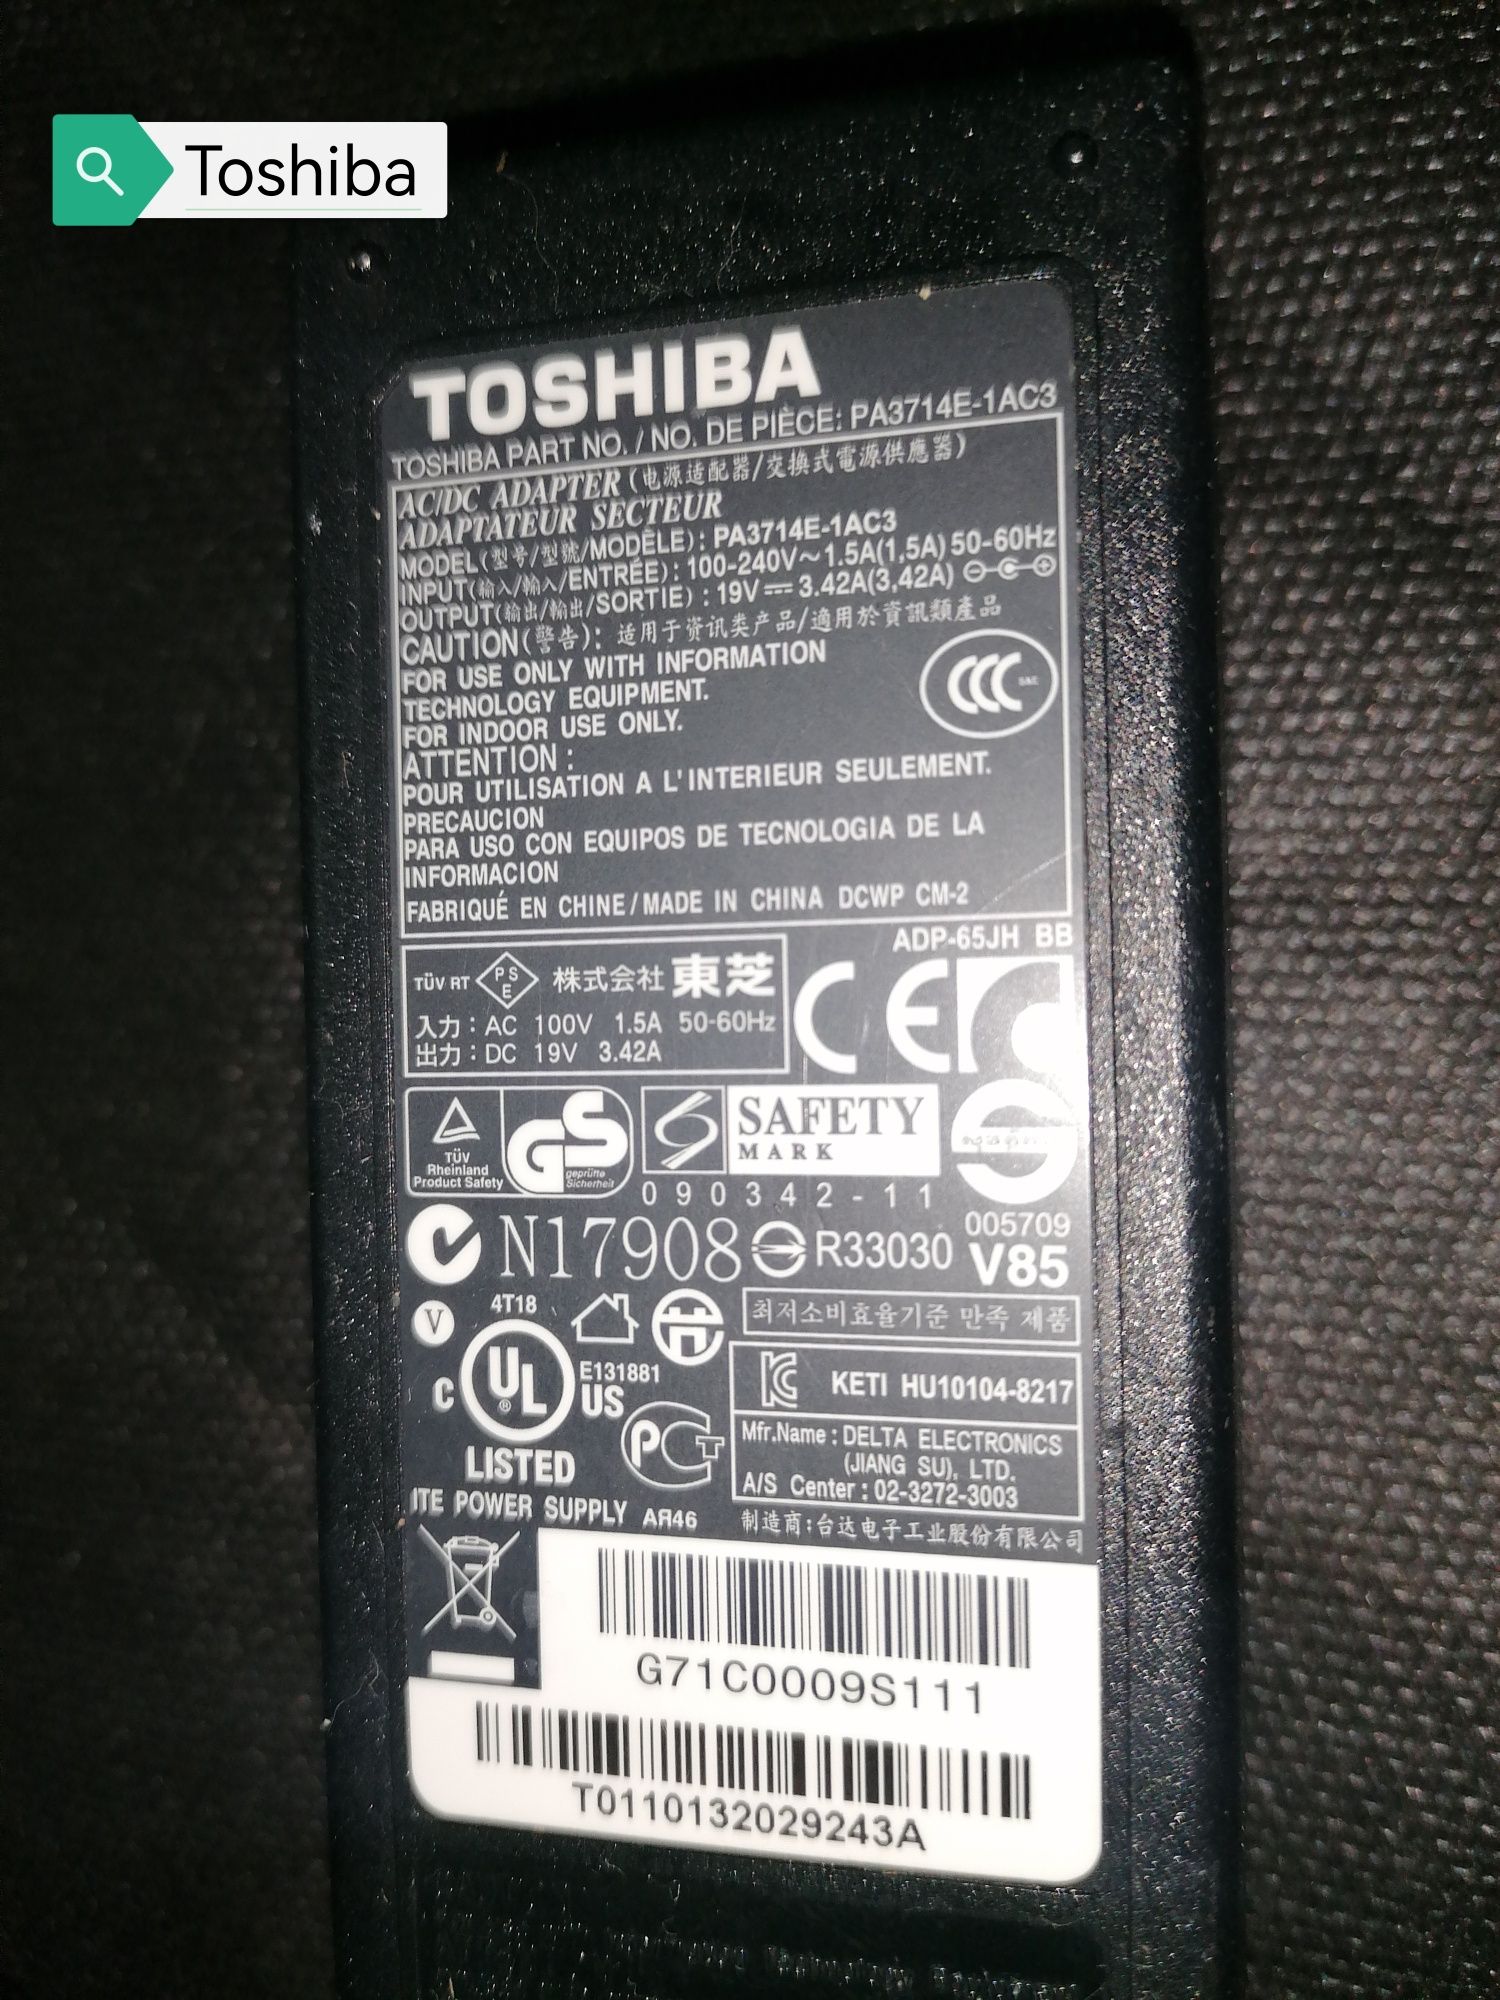 Toshiba
TOSHIBA
TOSHIBA PART NO. / NO. DE PIÈCE: PA3714E-1AC3
AC/DC ADAPTER (电源适配器/交換式電源供應器)
ADAPTATEUR SECTEUR
MODEL(型号/型號/MODÈLE): PA3714E-1AC3
INPUT(输入/輸入/ENTRÉE): 100-240V~1.5A(1,5A) 50-60Hz
OUTPUT(输出/輸出/SORTIE) : 19V⎓ 3.42A(3,42A)
CAUTION(警告): 适用于资讯类产品/適用於資訊類產品
FOR USE ONLY WITH INFORMATION
TECHNOLOGY EQUIPMENT.
FOR INDOOR USE ONLY.
CCC S&E
ATTENTION :
POUR UTILISATION A L'INTERIEUR SEULEMENT.
PRECAUCION
PARA USO CON EQUIPOS DE TECNOLOGIA DE LA
INFORMACION
FABRIQUÉ EN CHINE/MADE IN CHINA DCWP CM-2
ADP-65JH BB
TÜV RT PSE 株式会社 東芝
入力 : AC 100V 1.5A 50-60Hz
出力 : DC 19V 3.42A
CE
TÜV
Rheinland
Product Safety
GS
geprüfte
Sicherheit
SAFETY
MARK
090342-11
N17908
R33030
005709
V85
V
4T18
최저소비효율기준 만족 제품
C UL ® US
E131881
LISTED
PCT
KC KETI HU10104-8217
Mfr.Name : DELTA ELECTRONICS
(JIANG SU), LTD.
A/S Center : 02-3272-3003
ITE POWER SUPPLY АЯ46
制造商:台达电子工业股份有限公司
G71C0009S111
T0110132029243A